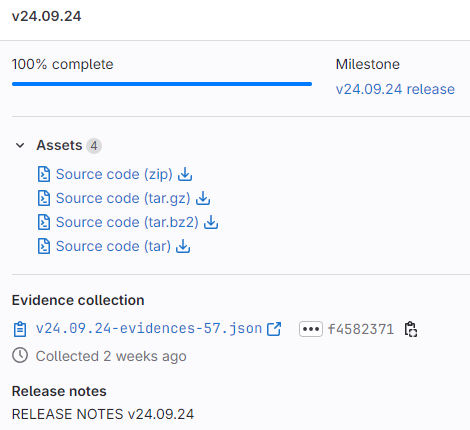 v24.09.24
100% complete
Milestone
v24.09.24 release
Assets 4
Source code (zip)
Source code (tar.gz)
Source code (tar.bz2)
Source code (tar)
Evidence collection
v24.09.24-evidences-57.json ••• f4582371
Collected 2 weeks ago
Release notes
RELEASE NOTES v24.09.24